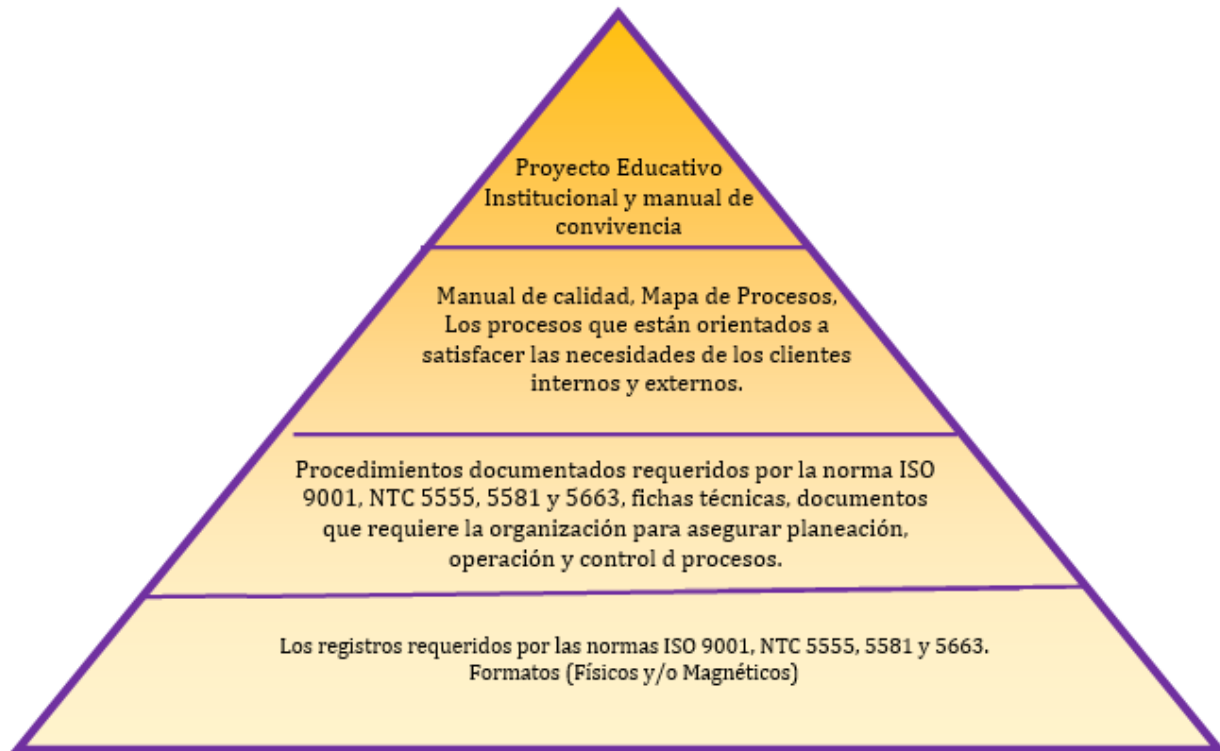 Proyecto Educativo
Institucional y manual de
convivencia
Manual de calidad, Mapa de Procesos,
Los procesos que están orientados a
satisfacer las necesidades de los clientes
internos y externos.
Procedimientos documentados requeridos por la norma ISO
9001, NTC 5555, 5581 y 5663, fichas técnicas, documentos
que requiere la organización para asegurar planeación,
operación y control d procesos.
Los registros requeridos por las normas ISO 9001, NTC 5555, 5581 y 5663.
Formatos (Físicos y/o Magnéticos)